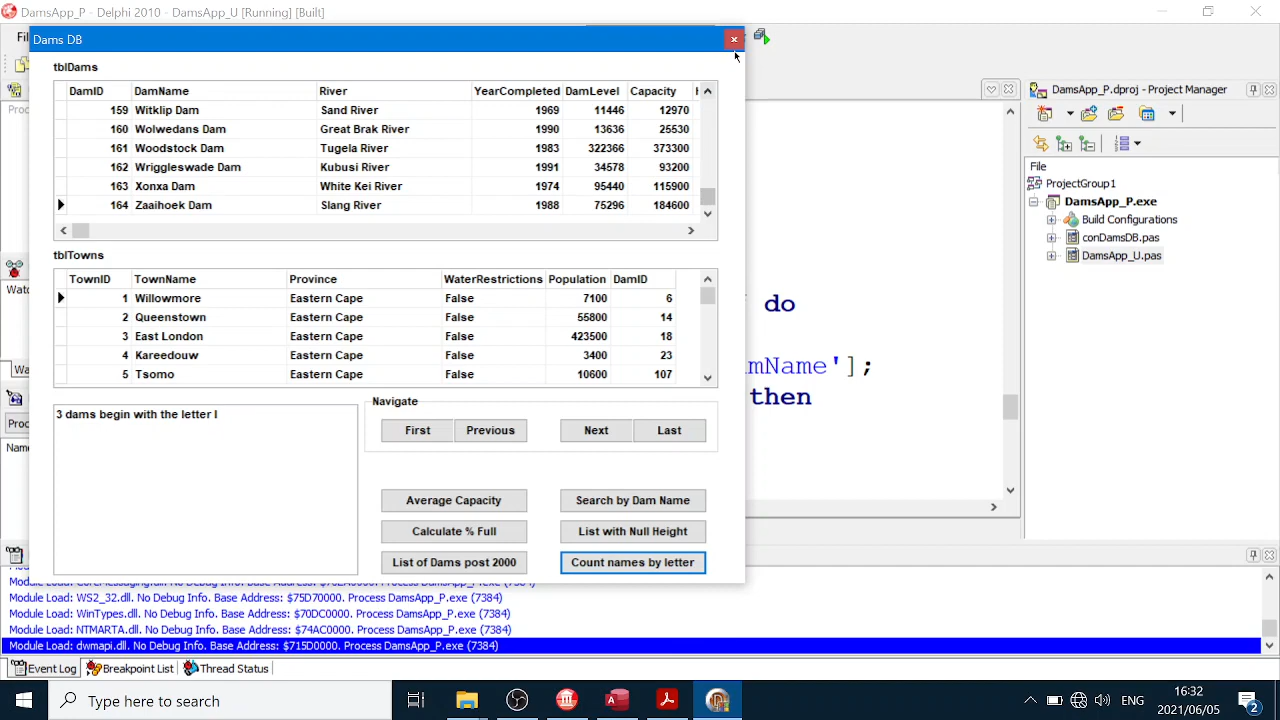 DamsApp_P - Delphi 2010 - DamsApp_U [Running] [Built]
Dams DB
tblDams
DamID DamName River YearCompleted DamLevel Capacity
159 Witklip Dam Sand River 1969 11446 12970
160 Wolwedans Dam Great Brak River 1990 13636 25530
161 Woodstock Dam Tugela River 1983 322366 373300
162 Wriggleswade Dam Kubusi River 1991 34578 93200
163 Xonxa Dam White Kei River 1974 95440 115900
164 Zaaihoek Dam Slang River 1988 75296 184600
tblTowns
TownID TownName Province WaterRestrictions Population DamID
1 Willowmore Eastern Cape False 7100 6
2 Queenstown Eastern Cape False 55800 14
3 East London Eastern Cape False 423500 18
4 Kareedouw Eastern Cape False 3400 23
5 Tsomo Eastern Cape False 10600 107
3 dams begin with the letter I
Navigate
First Previous Next Last
Average Capacity Search by Dam Name
Calculate % Full List with Null Height
List of Dams post 2000 Count names by letter
do
mName'];
then
DamsApp_P.dproj - Project Manager
File
ProjectGroup1
DamsApp_P.exe
Build Configurations
conDamsDB.pas
DamsApp_U.pas
Module Load: WS2_32.dll. No Debug Info. Base Address: $75D70000. Process DamsApp_P.exe (7384)
Module Load: WinTypes.dll. No Debug Info. Base Address: $70DC0000. Process DamsApp_P.exe (7384)
Module Load: NTMARTA.dll. No Debug Info. Base Address: $74AC0000. Process DamsApp_P.exe (7384)
Module Load: dwmapi.dll. No Debug Info. Base Address: $715D0000. Process DamsApp_P.exe (7384)
Event Log Breakpoint List Thread Status
Type here to search
ENG
16:32
2021/06/05
2